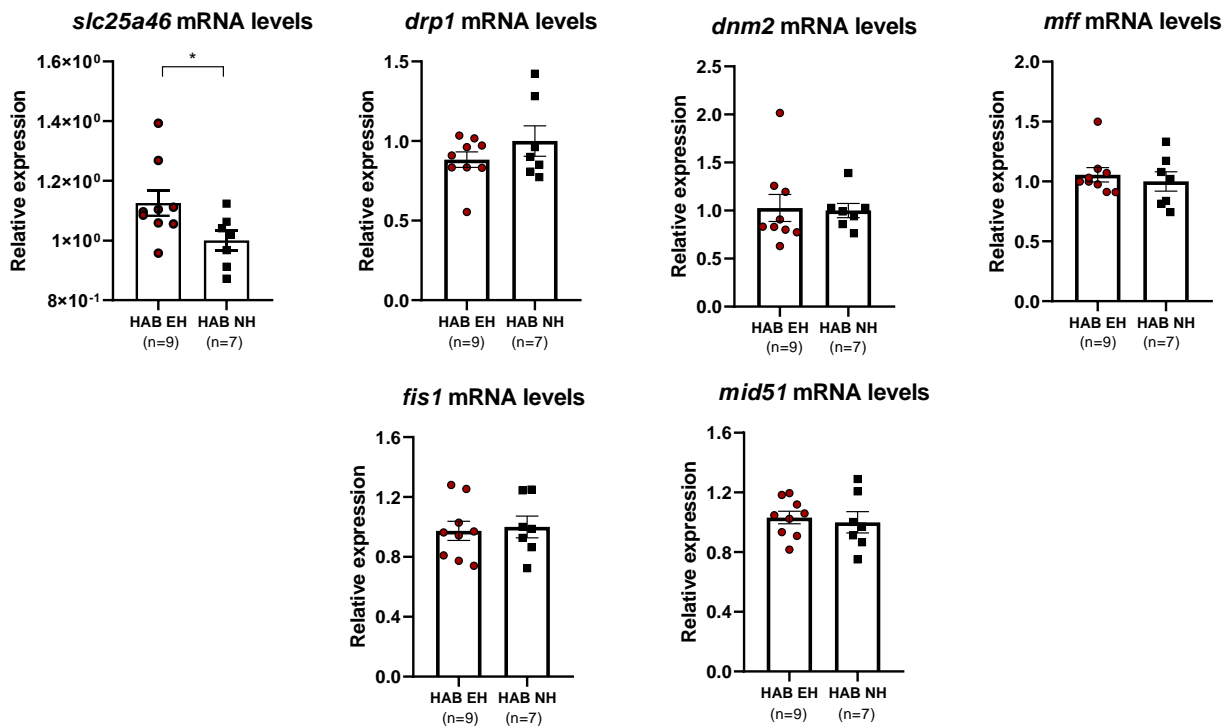 slc25a46 mRNA levels
Relative expression
1.6×10⁰
1.4×10⁰
1.2×10⁰
1×10⁰
8×10⁻¹
*
HAB EH
(n=9)
HAB NH
(n=7)
drp1 mRNA levels
Relative expression
1.5
1.0
0.5
0.0
HAB EH
(n=9)
HAB NH
(n=7)
dnm2 mRNA levels
Relative expression
2.5
2.0
1.5
1.0
0.5
0.0
HAB EH
(n=9)
HAB NH
(n=7)
mff mRNA levels
Relative expression
2.0
1.5
1.0
0.5
0.0
HAB EH
(n=9)
HAB NH
(n=7)
fis1 mRNA levels
Relative expression
1.6
1.2
0.8
0.4
0.0
HAB EH
(n=9)
HAB NH
(n=7)
mid51 mRNA levels
Relative expression
1.6
1.2
0.8
0.4
0.0
HAB EH
(n=9)
HAB NH
(n=7)